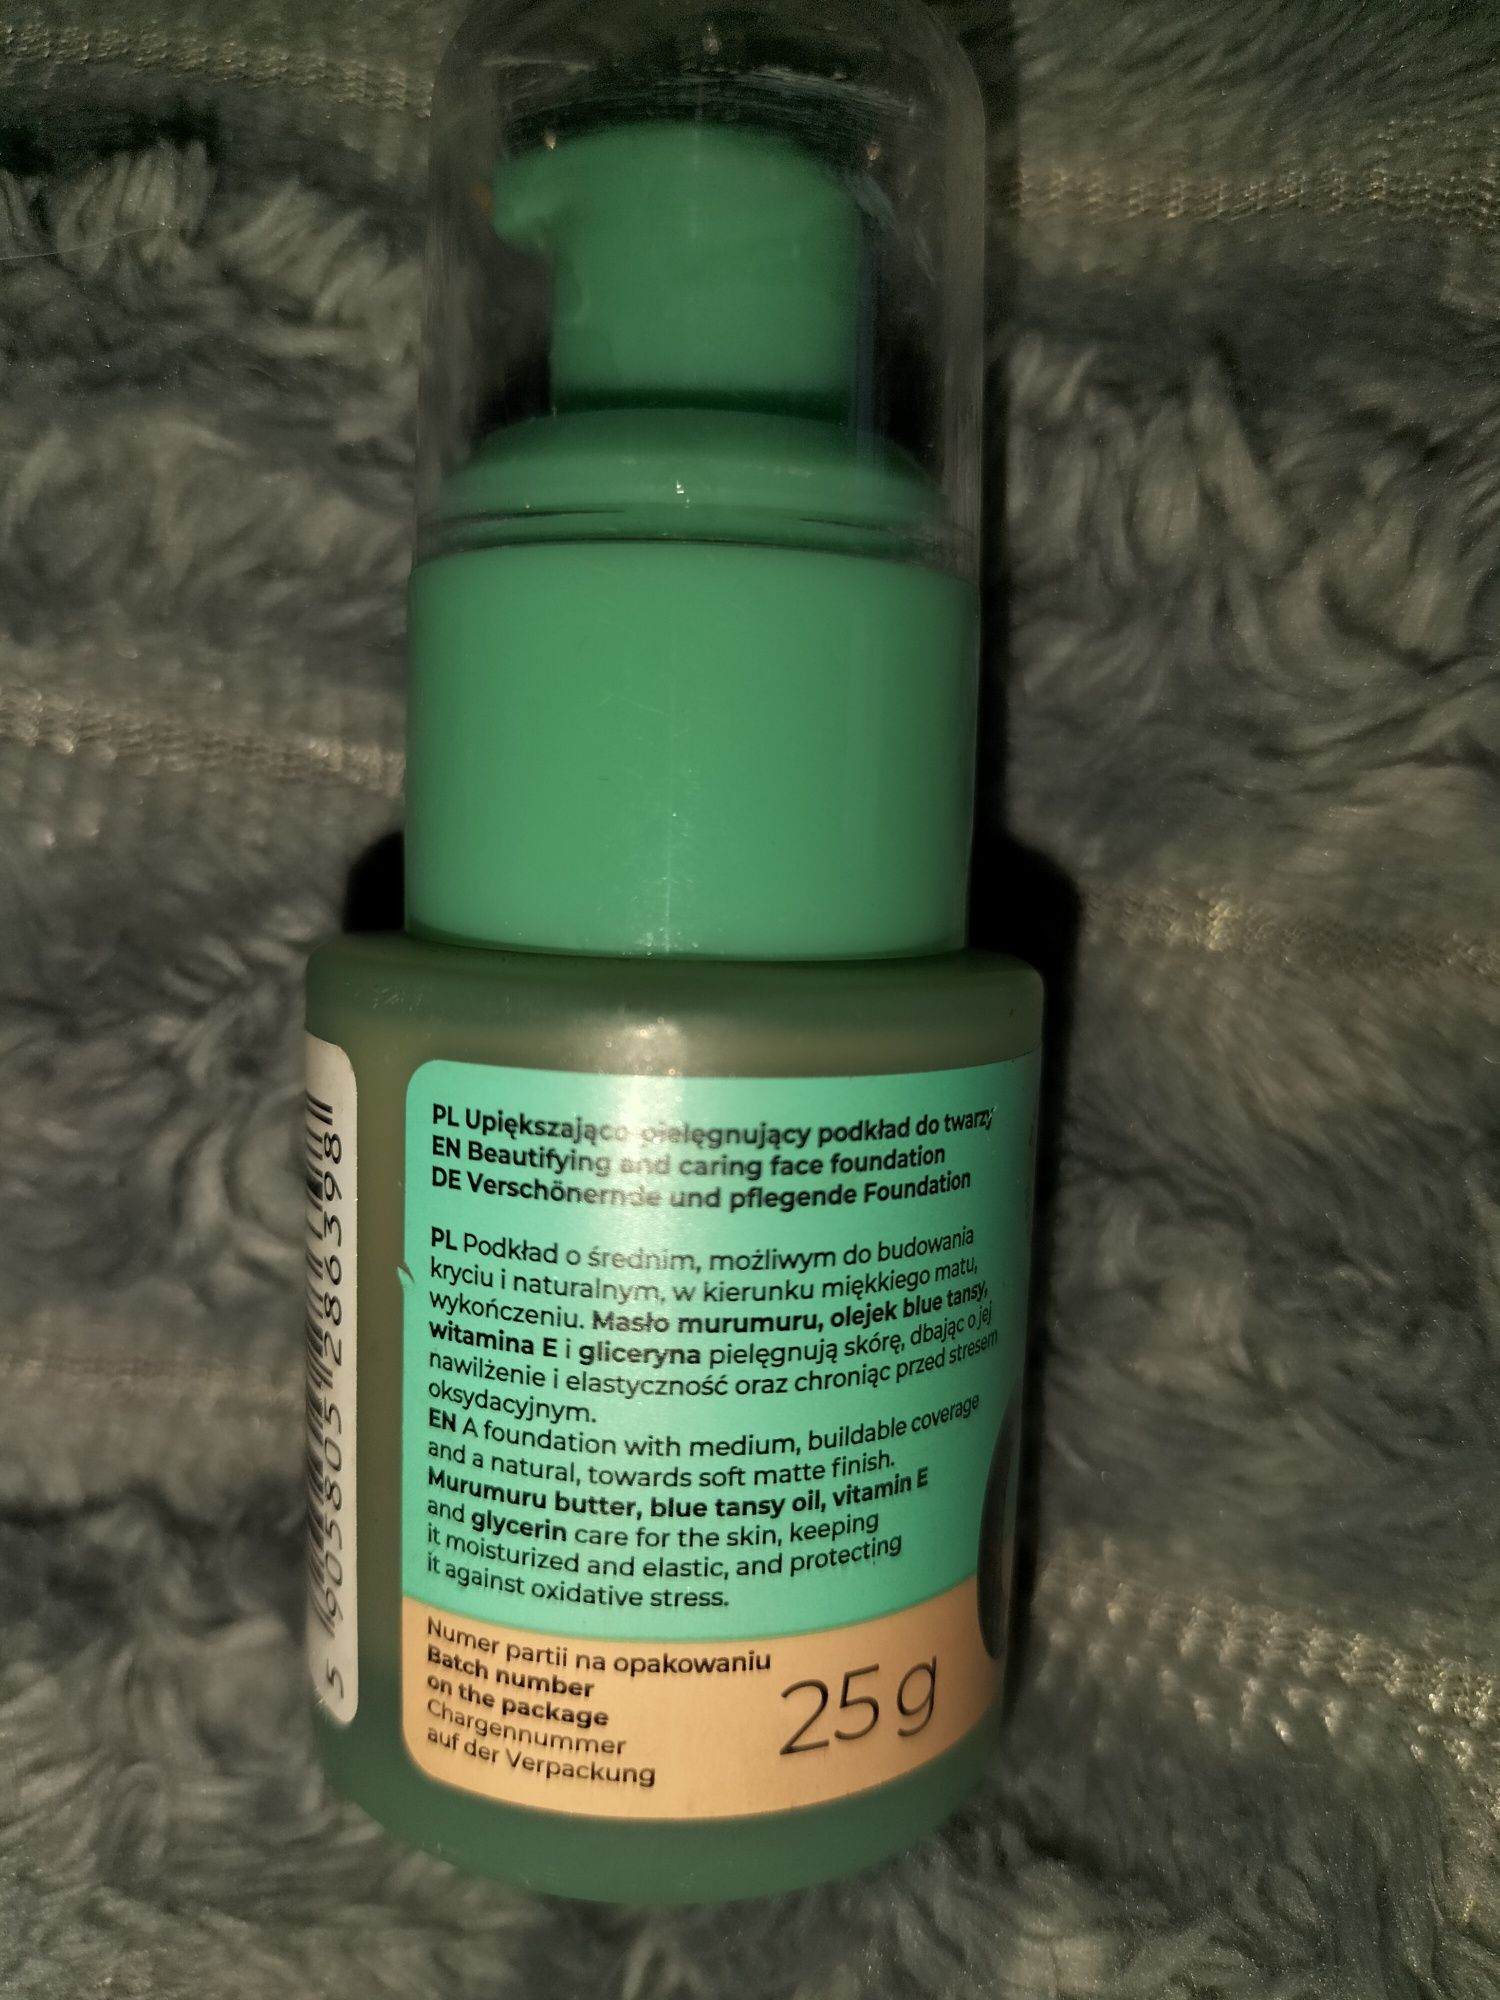 PL Upiększająco pielęgnujący podkład do twarzy
EN Beautifying and caring face foundation
DE Verschönernde und pflegende Foundation
PL Podkład o średnim, możliwym do budowania
kryciu i naturalnym, w kierunku miękkiego matu,
wykończeniu. Masło murumuru, olejek blue tansy,
witamina E i gliceryna pielęgnują skórę, dbając o jej
nawilżenie i elastyczność oraz chroniąc przed stresem
oksydacyjnym.
EN A foundation with medium, buildable coverage
and a natural, towards soft matte finish.
Murumuru butter, blue tansy oil, vitamin E
and glycerin care for the skin, keeping
it moisturized and elastic, and protecting
it against oxidative stress.
Numer partii na opakowaniu
Batch number
on the package
Chargennummer
auf der Verpackung
25g
5 905805 286398